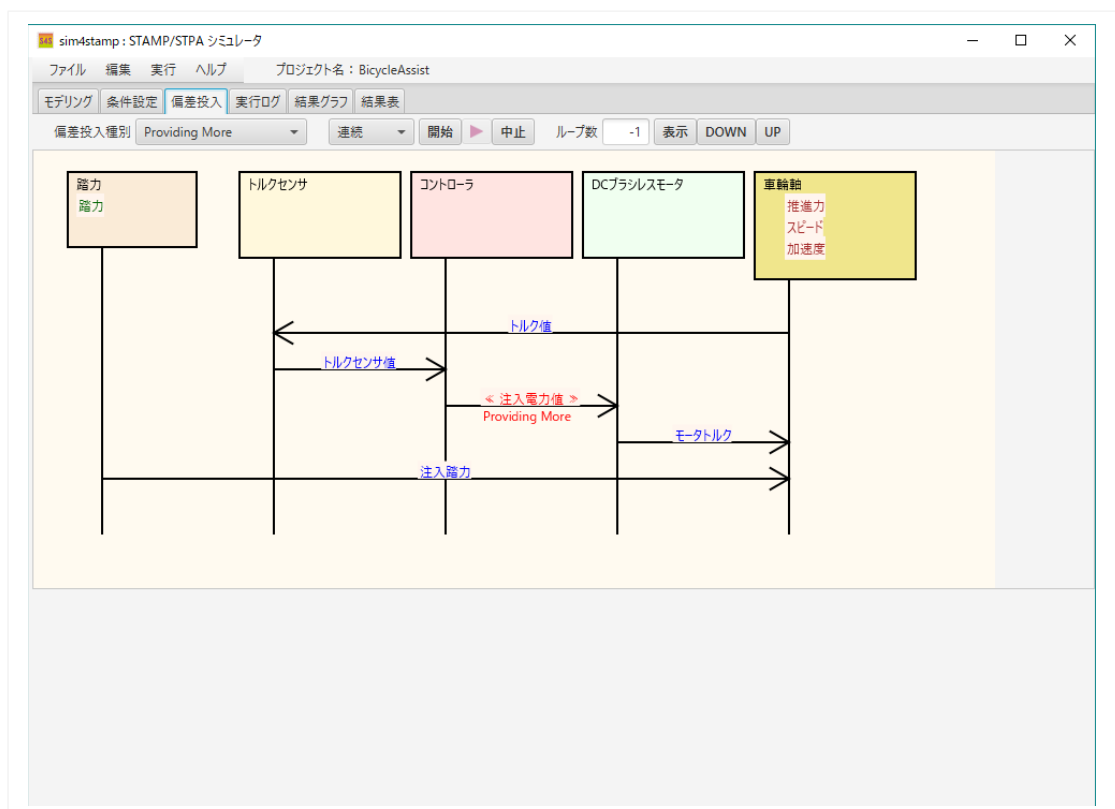 S4S sim4stamp : STAMP/STPA シミュレータ
ファイル 編集 実行 ヘルプ プロジェクト名：BicycleAssist
モデリング 条件設定 偏差投入 実行ログ 結果グラフ 結果表
偏差投入種別 Providing More 連続 開始 中止 ループ数 -1 表示 DOWN UP
踏力
踏力
トルクセンサ
コントローラ
DCブラシレスモータ
車輪軸
推進力
スピード
加速度
トルク値
トルクセンサ値
≪ 注入電力値 ≫
Providing More
モータトルク
注入踏力